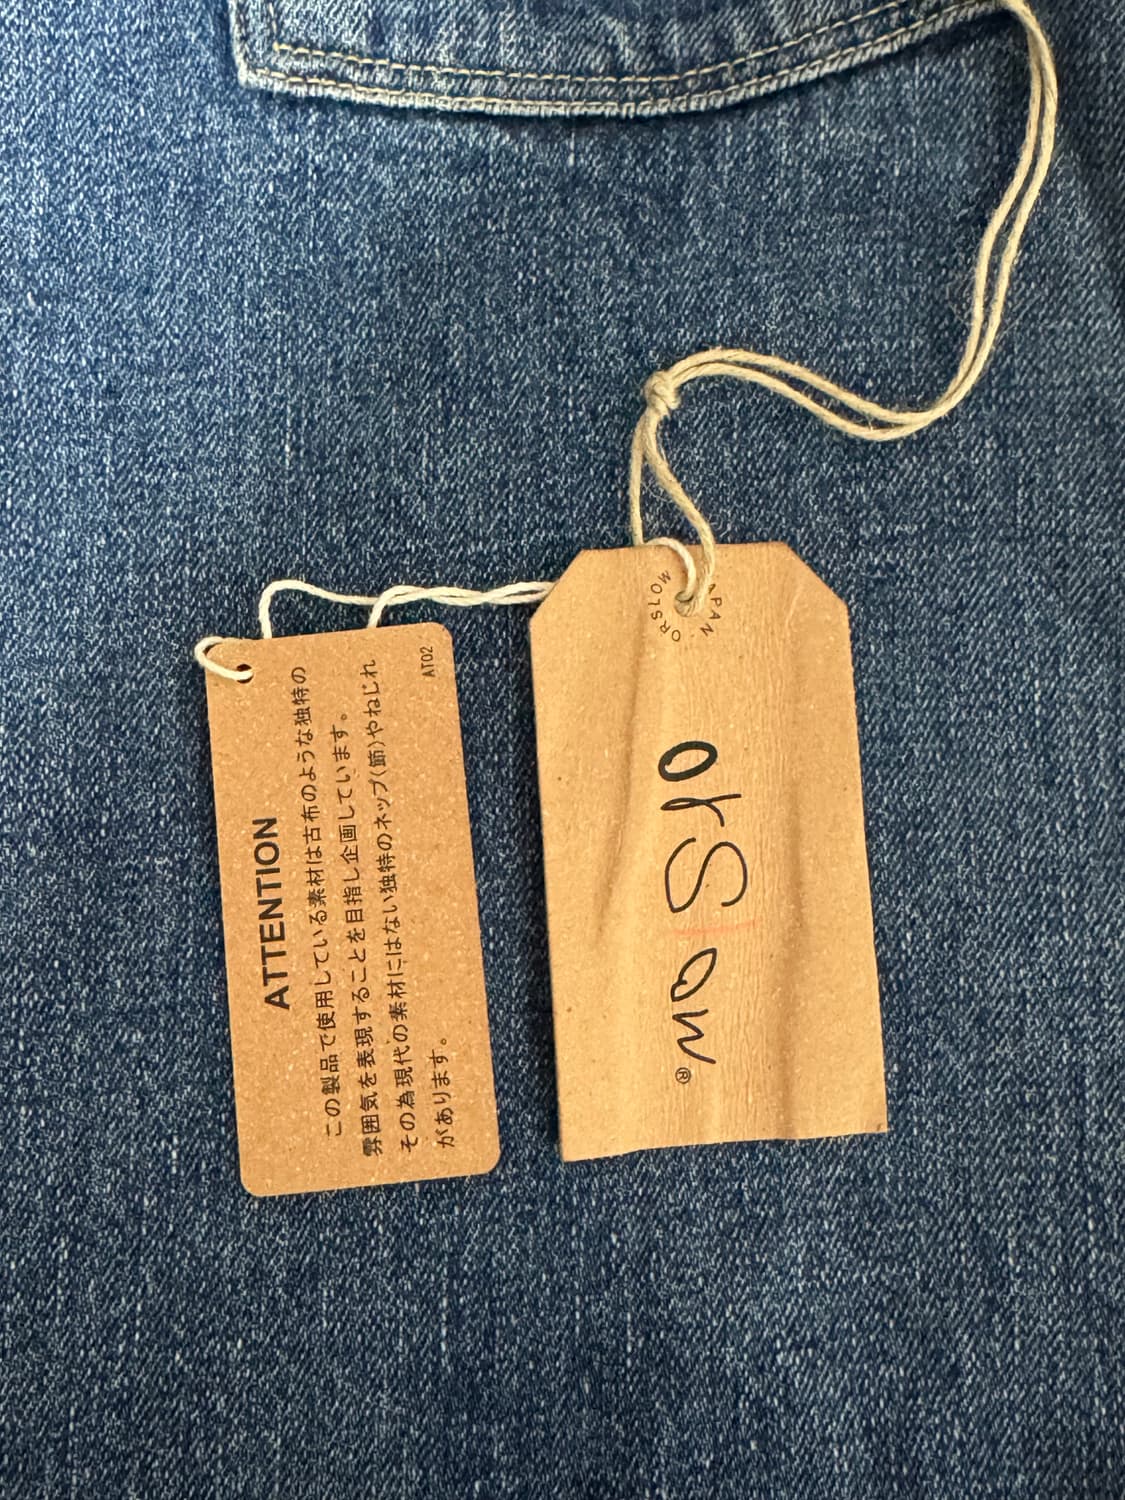 ATTENTION
この製品で使用している素材は古布のような独特の
雰囲気を表現することを目指し企画しています。
その為現代の素材にはない独特のネップ(節)やねじれ
があります。
AT02
ORSLOW
orSlow®